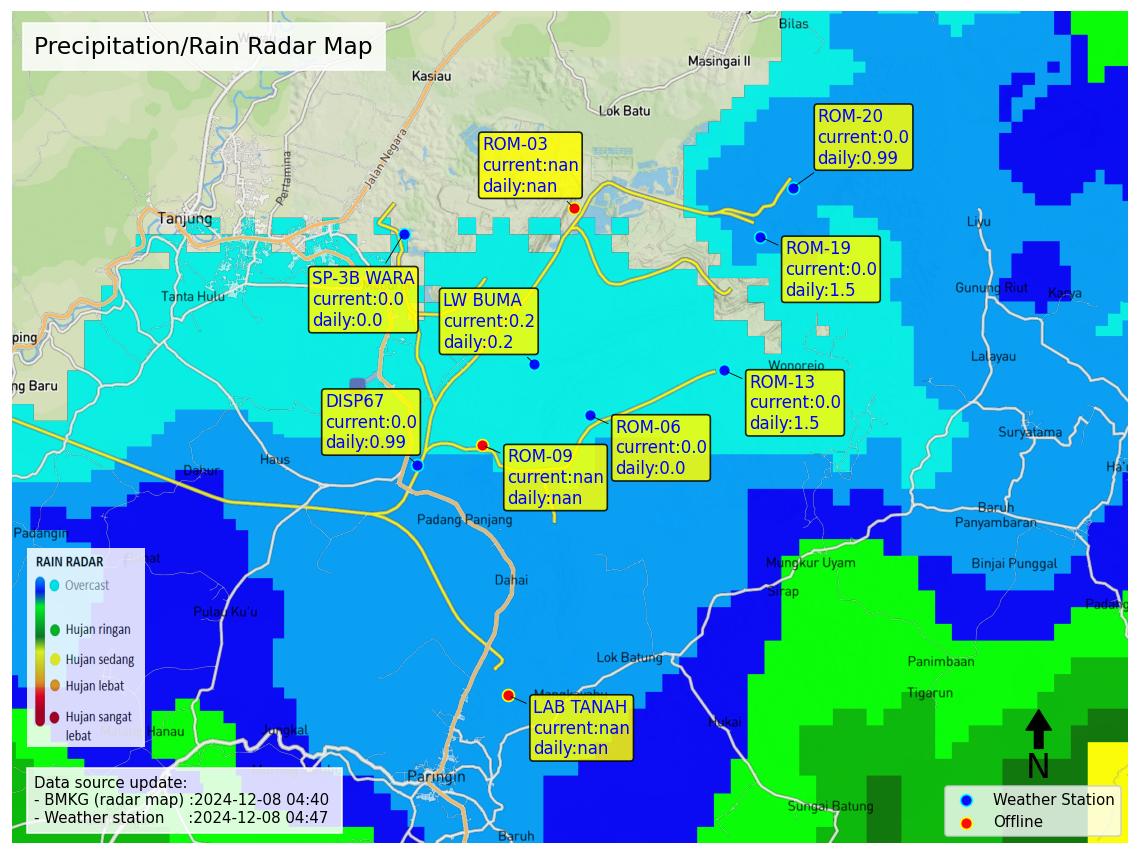 Precipitation/Rain Radar Map
Bilas
Masingai II
Kasiau
Lok Batu
Jalan Negara
Pertamina
Tanjung
ROM-03
current:nan
daily:nan
ROM-20
current:0.0
daily:0.99
Liyu
ROM-19
current:0.0
daily:1.5
SP-3B WARA
current:0.0
daily:0.0
LW BUMA
current:0.2
daily:0.2
Tanta Hulu
Gunung Riut
Karya
ping
Lalayau
Wonorejo
ng Baru
ROM-13
current:0.0
daily:1.5
DISP67
current:0.0
daily:0.99
ROM-06
current:0.0
daily:0.0
Suryatama
ROM-09
current:nan
daily:nan
Haus
Dahur
Baruh
Panyambaran
Padang Panjang
Padangin
Mungkur Uyam
Binjai Punggal
Dahai
Sirap
Padang
Pulau Ku'u
RAIN RADAR
Overcast
Hujan ringan
Hujan sedang
Hujan lebat
Hujan sangat
lebat
Lok Batung
Panimbaan
Tigarun
LAB TANAH
current:nan
daily:nan
Hukai
Hanau
Jungkal
Paringin
Sungai Batung
Baruh
N
Data source update:
- BMKG (radar map) :2024-12-08 04:40
- Weather station :2024-12-08 04:47
Weather Station
Offline